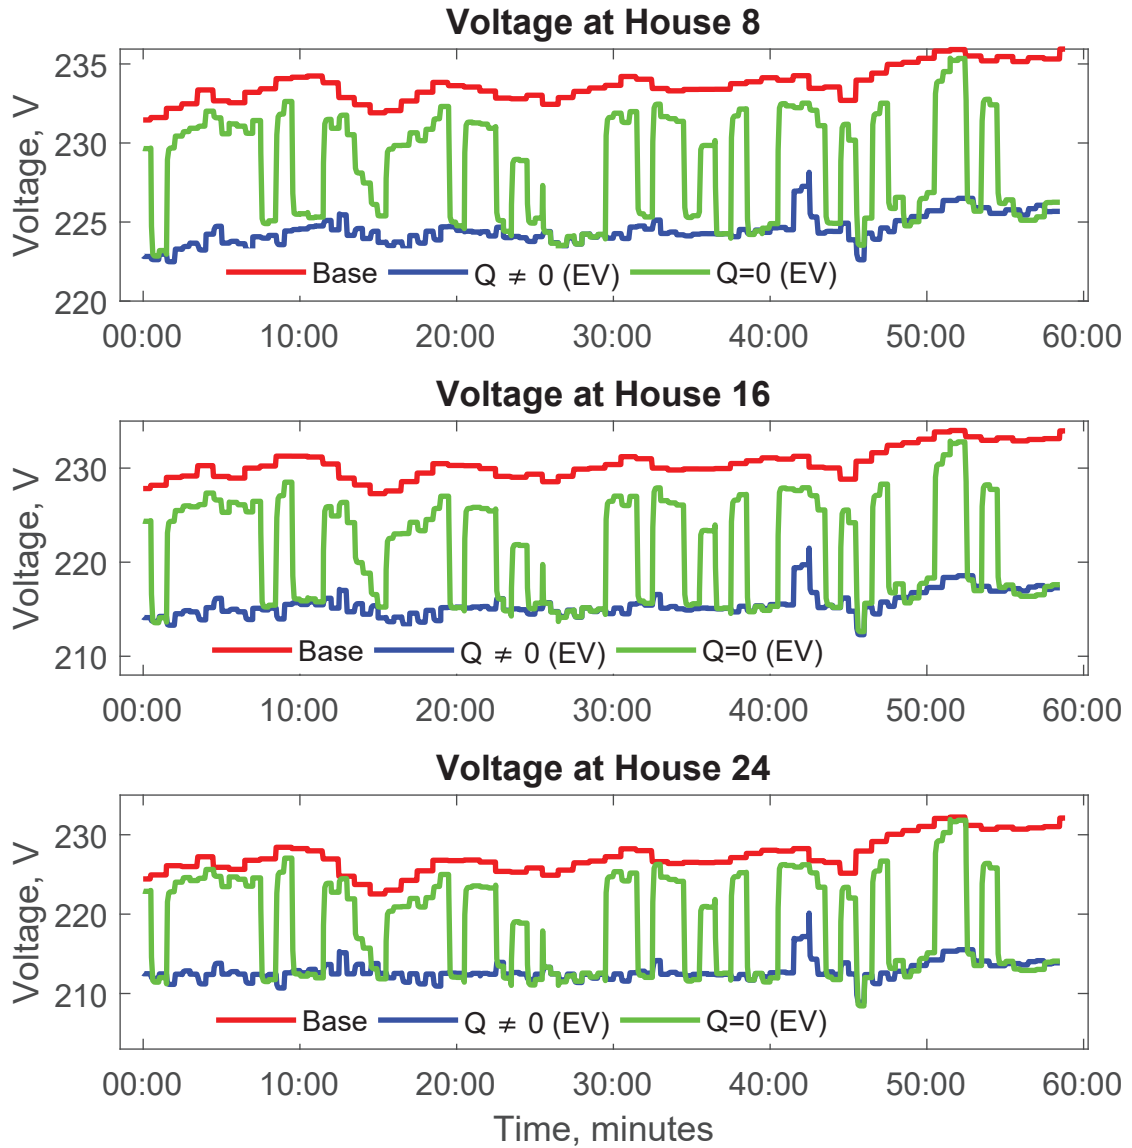 Voltage at House 8
Voltage, V
235
230
225
220
Base Q ≠ 0 (EV) Q=0 (EV)
00:00 10:00 20:00 30:00 40:00 50:00 60:00
Voltage at House 16
Voltage, V
230
220
210
Base Q ≠ 0 (EV) Q=0 (EV)
00:00 10:00 20:00 30:00 40:00 50:00 60:00
Voltage at House 24
Voltage, V
230
220
210
Base Q ≠ 0 (EV) Q=0 (EV)
00:00 10:00 20:00 30:00 40:00 50:00 60:00
Time, minutes